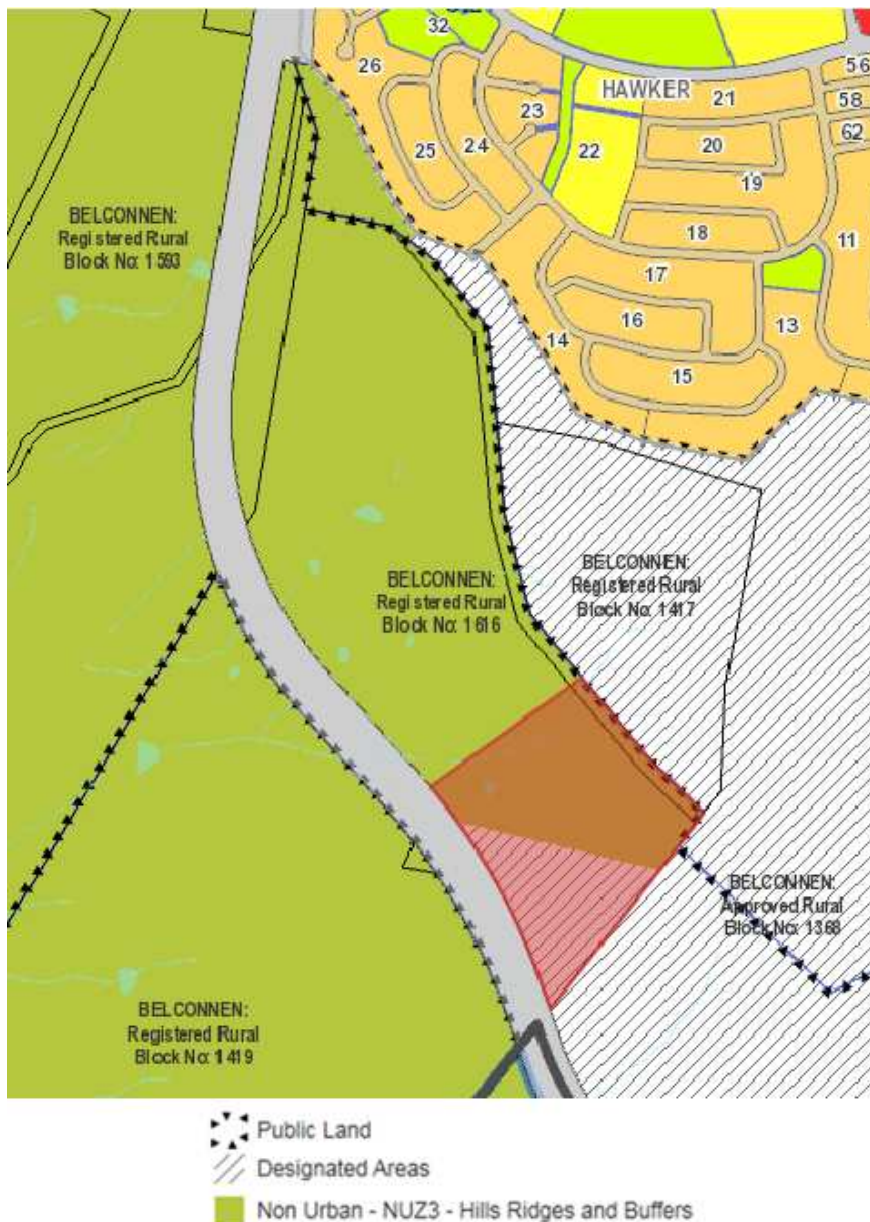 32
26
56
HAWKER
21
58
23
62
24
20
25
22
19
BELCONNEN:
Registered Rural
Block No: 1593
18
11
17
16
13
14
15
BELCONNEN:
Registered Rural
Block No: 1616
BELCONNEN:
Registered Rural
Block No: 1417
BELCONNEN:
Approved Rural
Block No: 1368
BELCONNEN:
Registered Rural
Block No: 1419
Public Land
Designated Areas
Non Urban - NUZ3 - Hills Ridges and Buffers